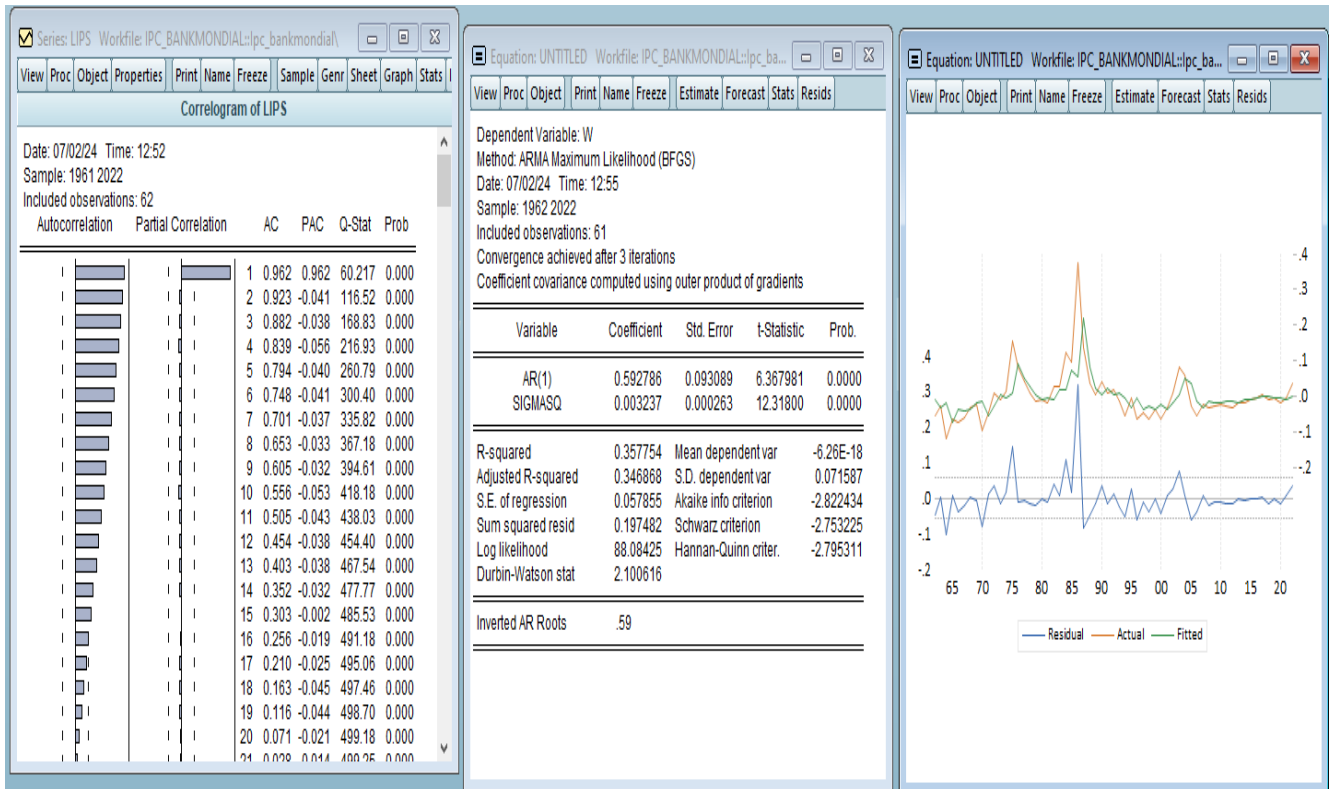 Series: LIPS Workfile: IPC_BANKMONDIAL::Ipc_bankmondial\
View Proc Object Properties Print Name Freeze Sample Genr Sheet Graph Stats
Correlogram of LIPS
Date: 07/02/24 Time: 12:52
Sample: 1961 2022
Included observations: 62
Autocorrelation Partial Correlation AC PAC Q-Stat Prob
1 0.962 0.962 60.217 0.000
2 0.923 -0.041 116.52 0.000
3 0.882 -0.038 168.83 0.000
4 0.839 -0.056 216.93 0.000
5 0.794 -0.040 260.79 0.000
6 0.748 -0.041 300.40 0.000
7 0.701 -0.037 335.82 0.000
8 0.653 -0.033 367.18 0.000
9 0.605 -0.032 394.61 0.000
10 0.556 -0.053 418.18 0.000
11 0.505 -0.043 438.03 0.000
12 0.454 -0.038 454.40 0.000
13 0.403 -0.038 467.54 0.000
14 0.352 -0.032 477.77 0.000
15 0.303 -0.002 485.53 0.000
16 0.256 -0.019 491.18 0.000
17 0.210 -0.025 495.06 0.000
18 0.163 -0.045 497.46 0.000
19 0.116 -0.044 498.70 0.000
20 0.071 -0.021 499.18 0.000
21 0.028 -0.014 499.25 0.000
Equation: UNTITLED Workfile: IPC_BANKMONDIAL::Ipc_ba...
View Proc Object Print Name Freeze Estimate Forecast Stats Resids
Dependent Variable: W
Method: ARMA Maximum Likelihood (BFGS)
Date: 07/02/24 Time: 12:55
Sample: 1962 2022
Included observations: 61
Convergence achieved after 3 iterations
Coefficient covariance computed using outer product of gradients
Variable Coefficient Std. Error t-Statistic Prob.
AR(1) 0.592786 0.093089 6.367981 0.0000
SIGMASQ 0.003237 0.000263 12.31800 0.0000
R-squared 0.357754 Mean dependent var -6.26E-18
Adjusted R-squared 0.346868 S.D. dependent var 0.071587
S.E. of regression 0.057855 Akaike info criterion -2.822434
Sum squared resid 0.197482 Schwarz criterion -2.753225
Log likelihood 88.08425 Hannan-Quinn criter. -2.795311
Durbin-Watson stat 2.100616
Inverted AR Roots .59
Equation: UNTITLED Workfile: IPC_BANKMONDIAL::Ipc_ba...
View Proc Object Print Name Freeze Estimate Forecast Stats Resids
.4
.3
.2
.1
.0
-.1
-.2
.4
.3
.2
.1
.0
-.1
-.2
65 70 75 80 85 90 95 00 05 10 15 20
Residual Actual Fitted